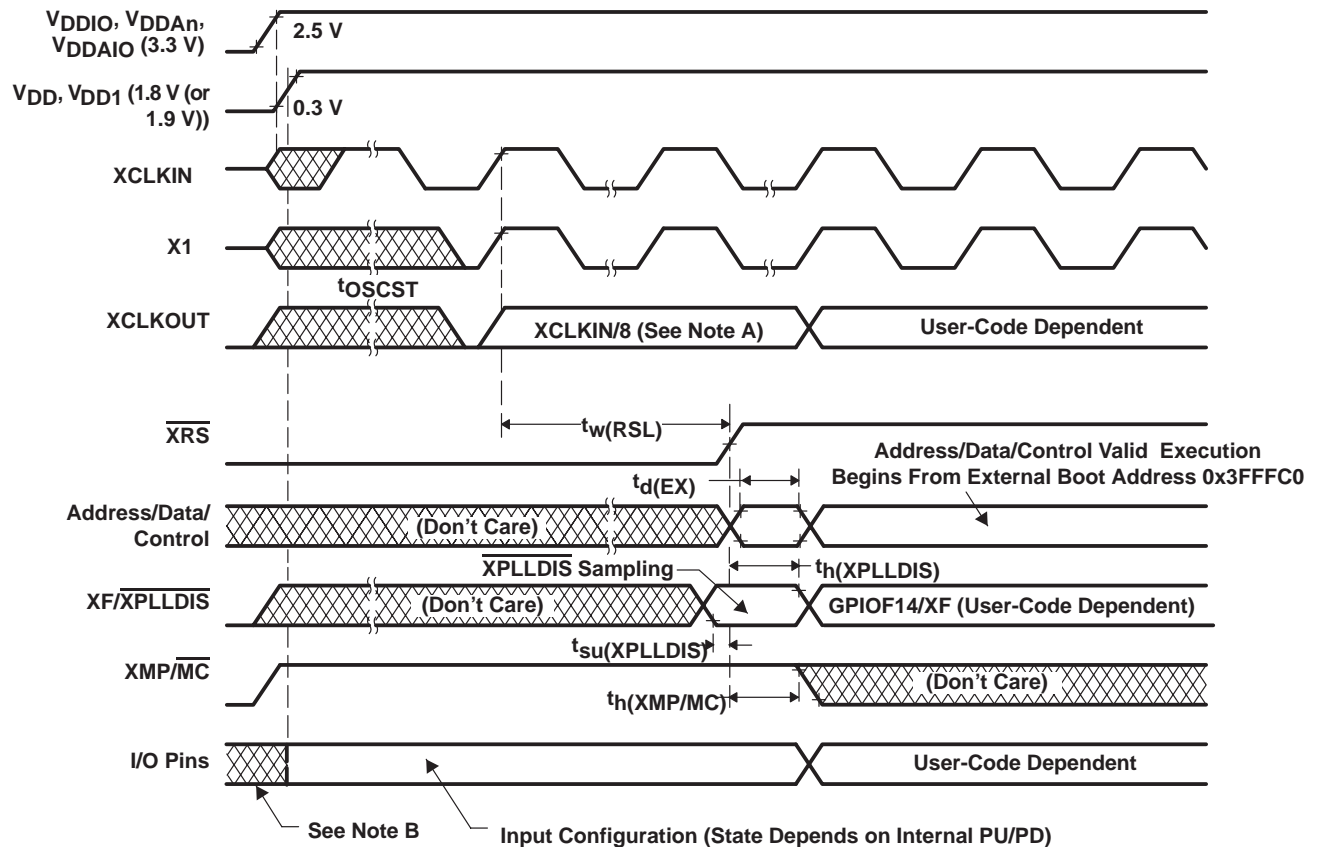 VDDIO, VDDAn,
VDDAIO (3.3 V)
2.5 V
VDD, VDD1 (1.8 V (or
1.9 V))
0.3 V
XCLKIN
X1
tOSCST
XCLKOUT
XCLKIN/8 (See Note A)
User-Code Dependent
XRS
tw(RSL)
Address/Data/Control Valid Execution
Begins From External Boot Address 0x3FFFC0
td(EX)
Address/Data/
Control
(Don't Care)
XPLLDIS Sampling
th(XPLLDIS)
XF/XPLLDIS
(Don't Care)
GPIOF14/XF (User-Code Dependent)
tsu(XPLLDIS)
XMP/MC
(Don't Care)
th(XMP/MC)
I/O Pins
User-Code Dependent
See Note B
Input Configuration (State Depends on Internal PU/PD)